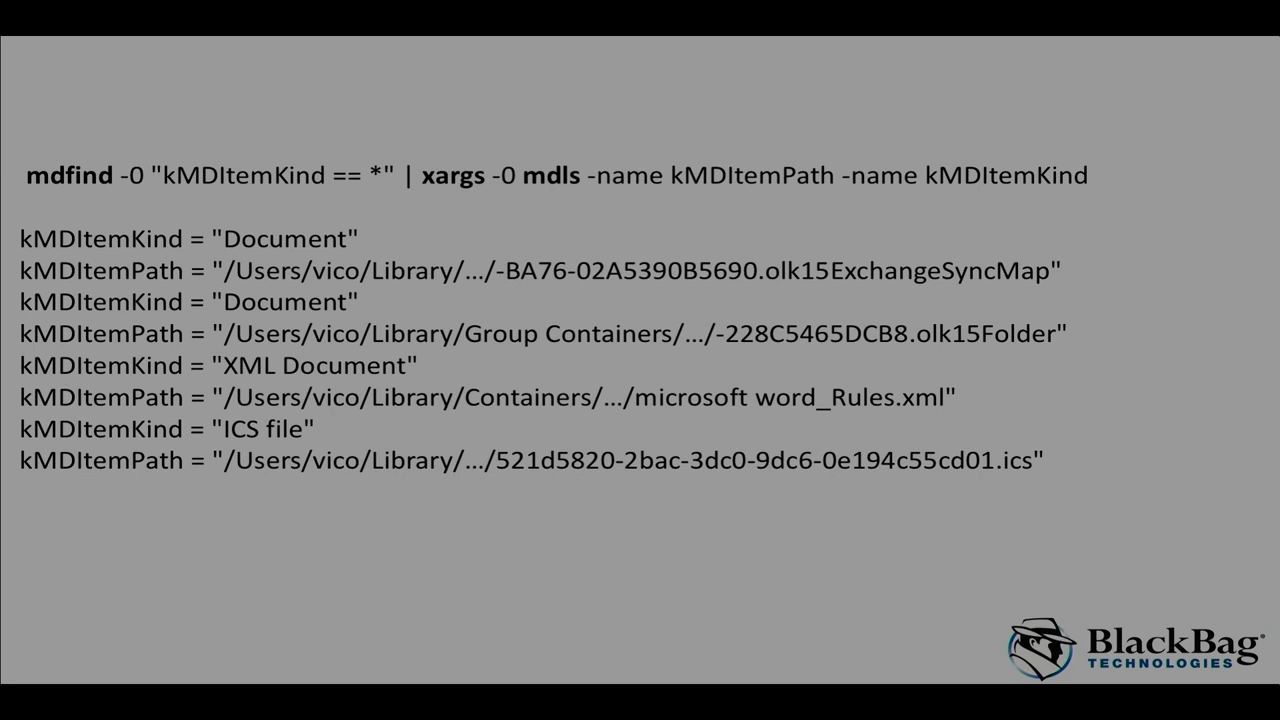 mdfind -0 "kMDItemKind == *" | xargs -0 mdls -name kMDItemPath -name kMDItemKind
kMDItemKind = "Document"
kMDItemPath = "/Users/vico/Library/.../-BA76-02A5390B5690.olk15ExchangeSyncMap"
kMDItemKind = "Document"
kMDItemPath = "/Users/vico/Library/Group Containers/.../-228C5465DCB8.olk15Folder"
kMDItemKind = "XML Document"
kMDItemPath = "/Users/vico/Library/Containers/.../microsoft word_Rules.xml"
kMDItemKind = "ICS file"
kMDItemPath = "/Users/vico/Library/.../521d5820-2bac-3dc0-9dc6-0e194c55cd01.ics"
BlackBag®
TECHNOLOGIES